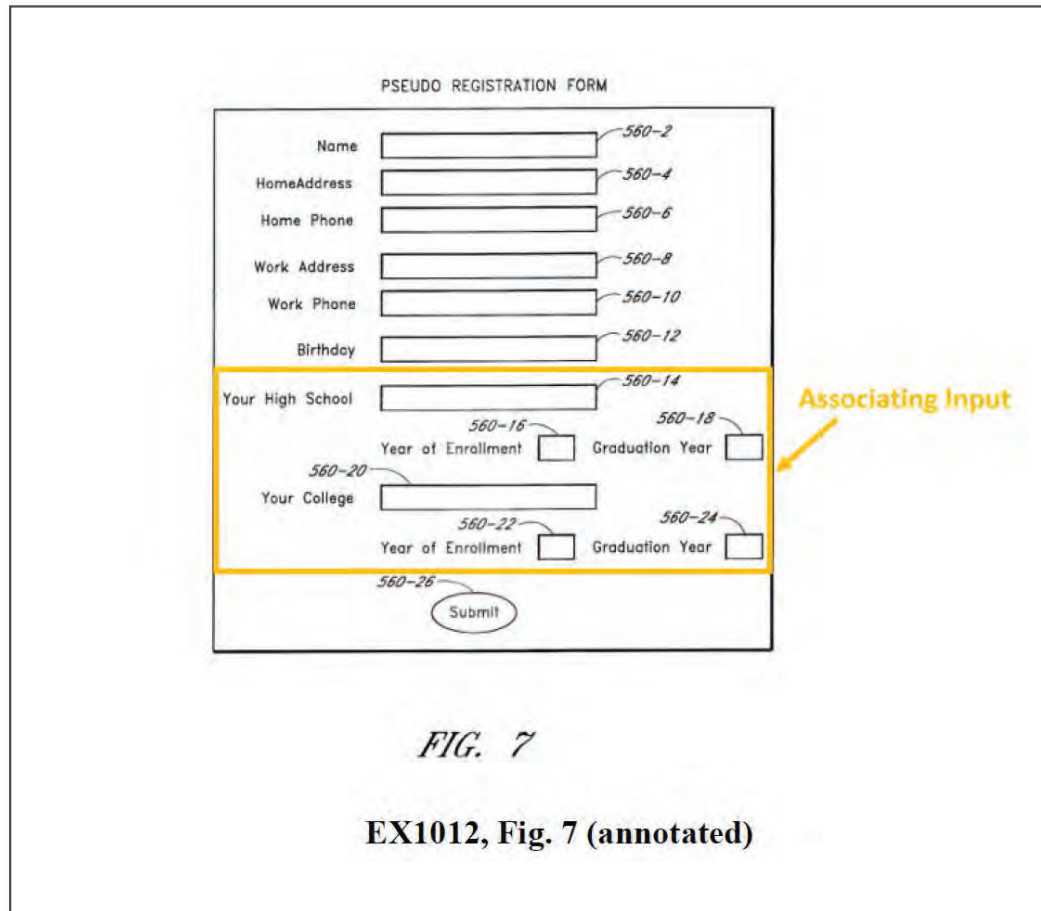 PSEUDO REGISTRATION FORM
Name 560-2
HomeAddress 560-4
Home Phone 560-6
Work Address 560-8
Work Phone 560-10
Birthday 560-12
Your High School 560-14
Associating Input
560-16 560-18
Year of Enrollment Graduation Year
560-20
Your College
560-22 560-24
Year of Enrollment Graduation Year
560-26
Submit
FIG. 7
EX1012, Fig. 7 (annotated)